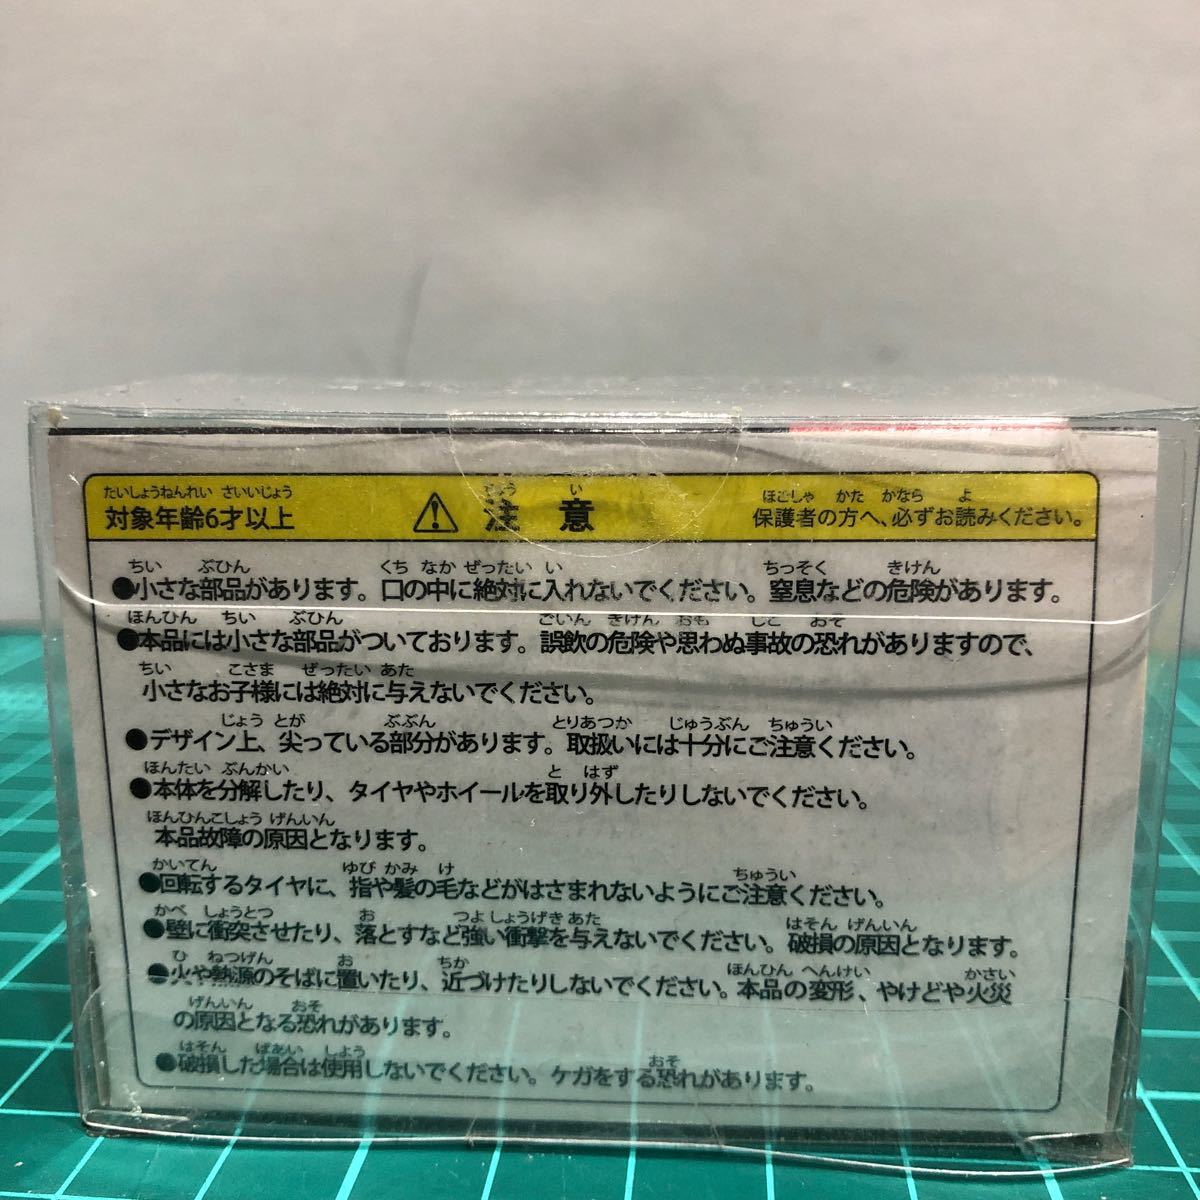 たいしょうねんれい さいいじょう ちゅう い ほごしゃ かた かなら よ
対象年齢6才以上 注 意 保護者の方へ、必ずお読みください。
ちい ぶひん くち なか ぜったい い ちっそく きけん
●小さな部品があります。口の中に絶対に入れないでください。窒息などの危険があります。
ほんひん ちい ぶひん ごいん きけん おも じこ おそ
●本品には小さな部品がついております。誤飲の危険や思わぬ事故の恐れがありますので、
ちい こさま ぜったい あた
小さなお子様には絶対に与えないでください。
じょう とが ぶぶん とりあつか じゅうぶん ちゅうい
●デザイン上、尖っている部分があります。取扱いには十分にご注意ください。
ほんたい ぶんかい と はず
●本体を分解したり、タイヤやホイールを取り外したりしないでください。
ほんひんこしょう げんいん
本品故障の原因となります。
かいてん ゆび かみ け ちゅうい
●回転するタイヤに、指や髪の毛などがはさまれないようにご注意ください。
かべ しょうとつ お つよ しょうげき あた はそん げんいん
●壁に衝突させたり、落とすなど強い衝撃を与えないでください。破損の原因となります。
ひ ねつげん お ちか ほんひん へんけい かさい
●火や熱源のそばに置いたり、近づけたりしないでください。本品の変形、やけどや火災
げんいん おそ
の原因となる恐れがあります。
はそん ばあい しよう おそ
●破損した場合は使用しないでください。ケガをする恐れがあります。